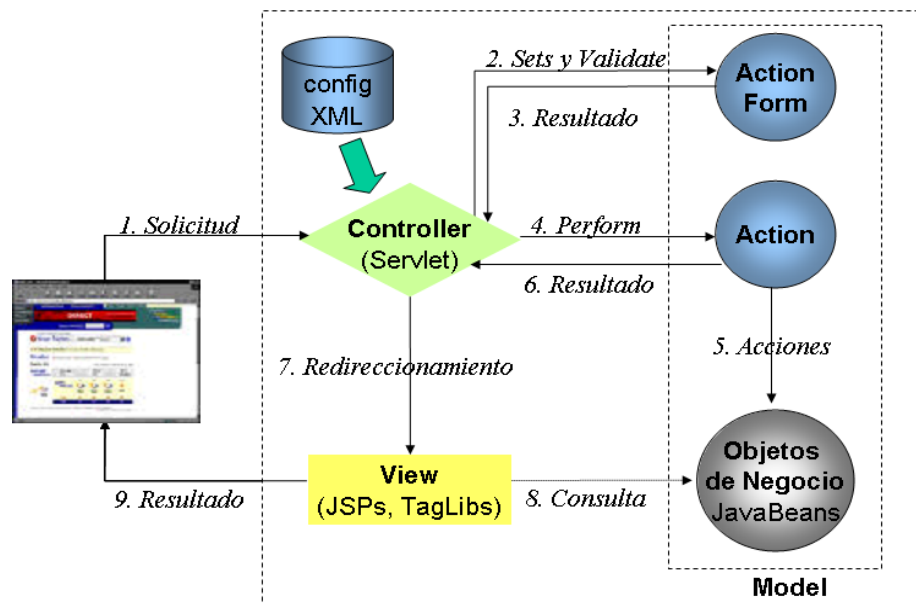 config
XML
2. Sets y Validate
Action
Form
3. Resultado
1. Solicitud
Controller
(Servlet)
4. Perform
Action
6. Resultado
7. Redireccionamiento
5. Acciones
View
(JSPs, TagLibs)
8. Consulta
9. Resultado
Objetos
de Negocio
JavaBeans
Model